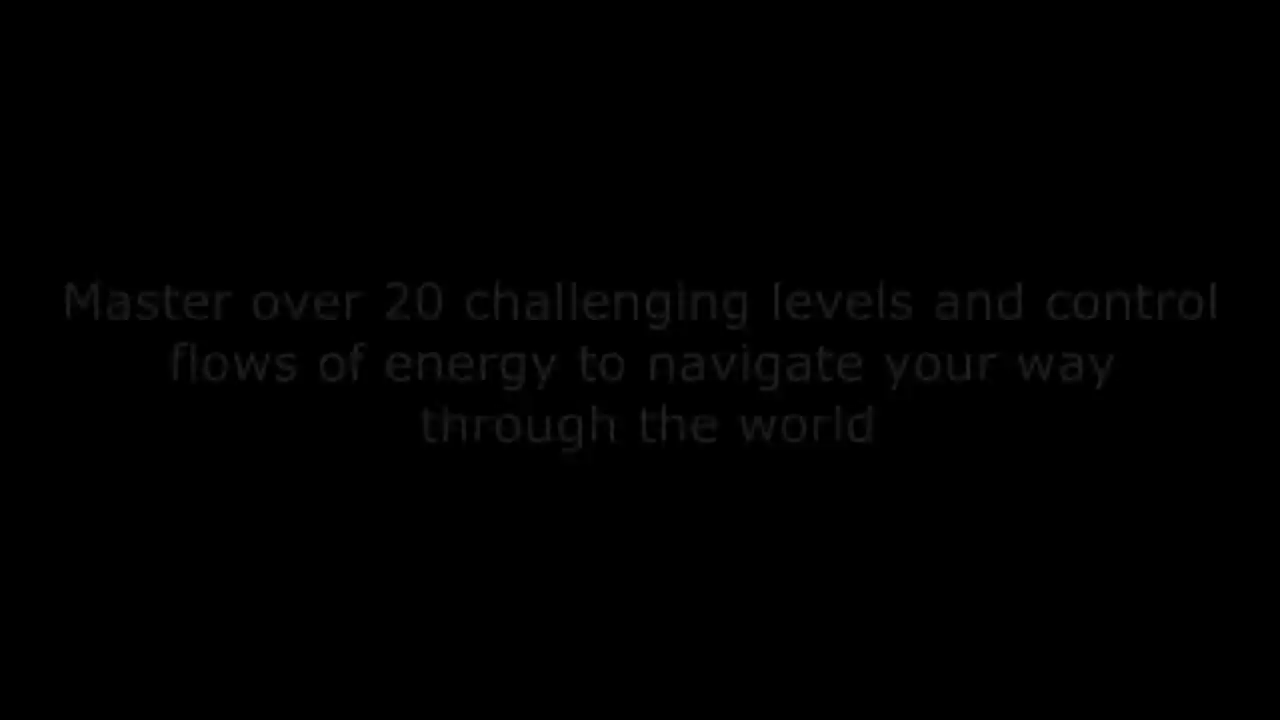 Master over 20 challenging levels and control
flows of energy to navigate your way
through the world